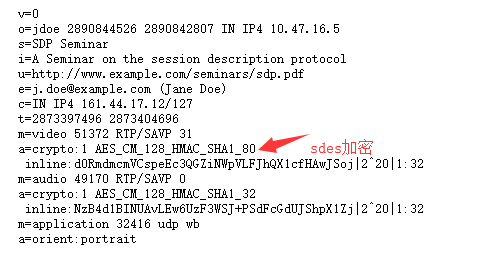 v=0
o=jdoe 2890844526 2890842807 IN IP4 10.47.16.5
s=SDP Seminar
i=A Seminar on the session description protocol
u=http://www.example.com/seminars/sdp.pdf
e=j.doe@example.com (Jane Doe)
c=IN IP4 161.44.17.12/127
t=2873397496 2873404696
m=video 51372 RTP/SAVP 31
a=crypto:1 AES_CM_128_HMAC_SHA1_80 sdes加密
inline:d0RmdmcmVCspeEc3QGZiNWpVLFJhQX1cfHAwJSoj|2^20|1:32
m=audio 49170 RTP/SAVP 0
a=crypto:1 AES_CM_128_HMAC_SHA1_32
inline:NzB4d1BINUAvLEw6UzF3WSJ+PSdFcGdUJShpX1Zj|2^20|1:32
m=application 32416 udp wb
a=orient:portrait